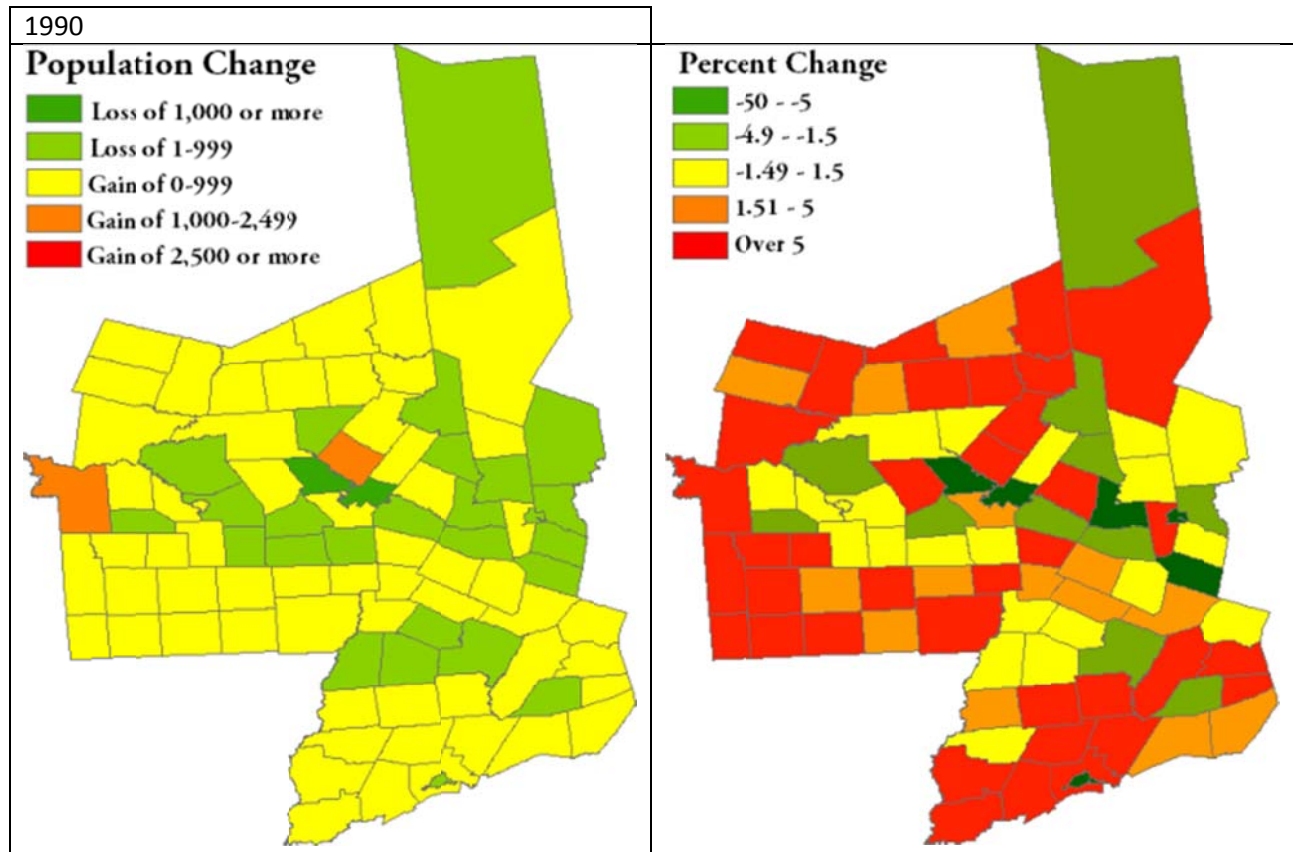 1990
Population Change
Loss of 1,000 or more
Loss of 1-999
Gain of 0-999
Gain of 1,000-2,499
Gain of 2,500 or more
Percent Change
-50 - -5
-4.9 - -1.5
-1.49 - 1.5
1.51 - 5
Over 5